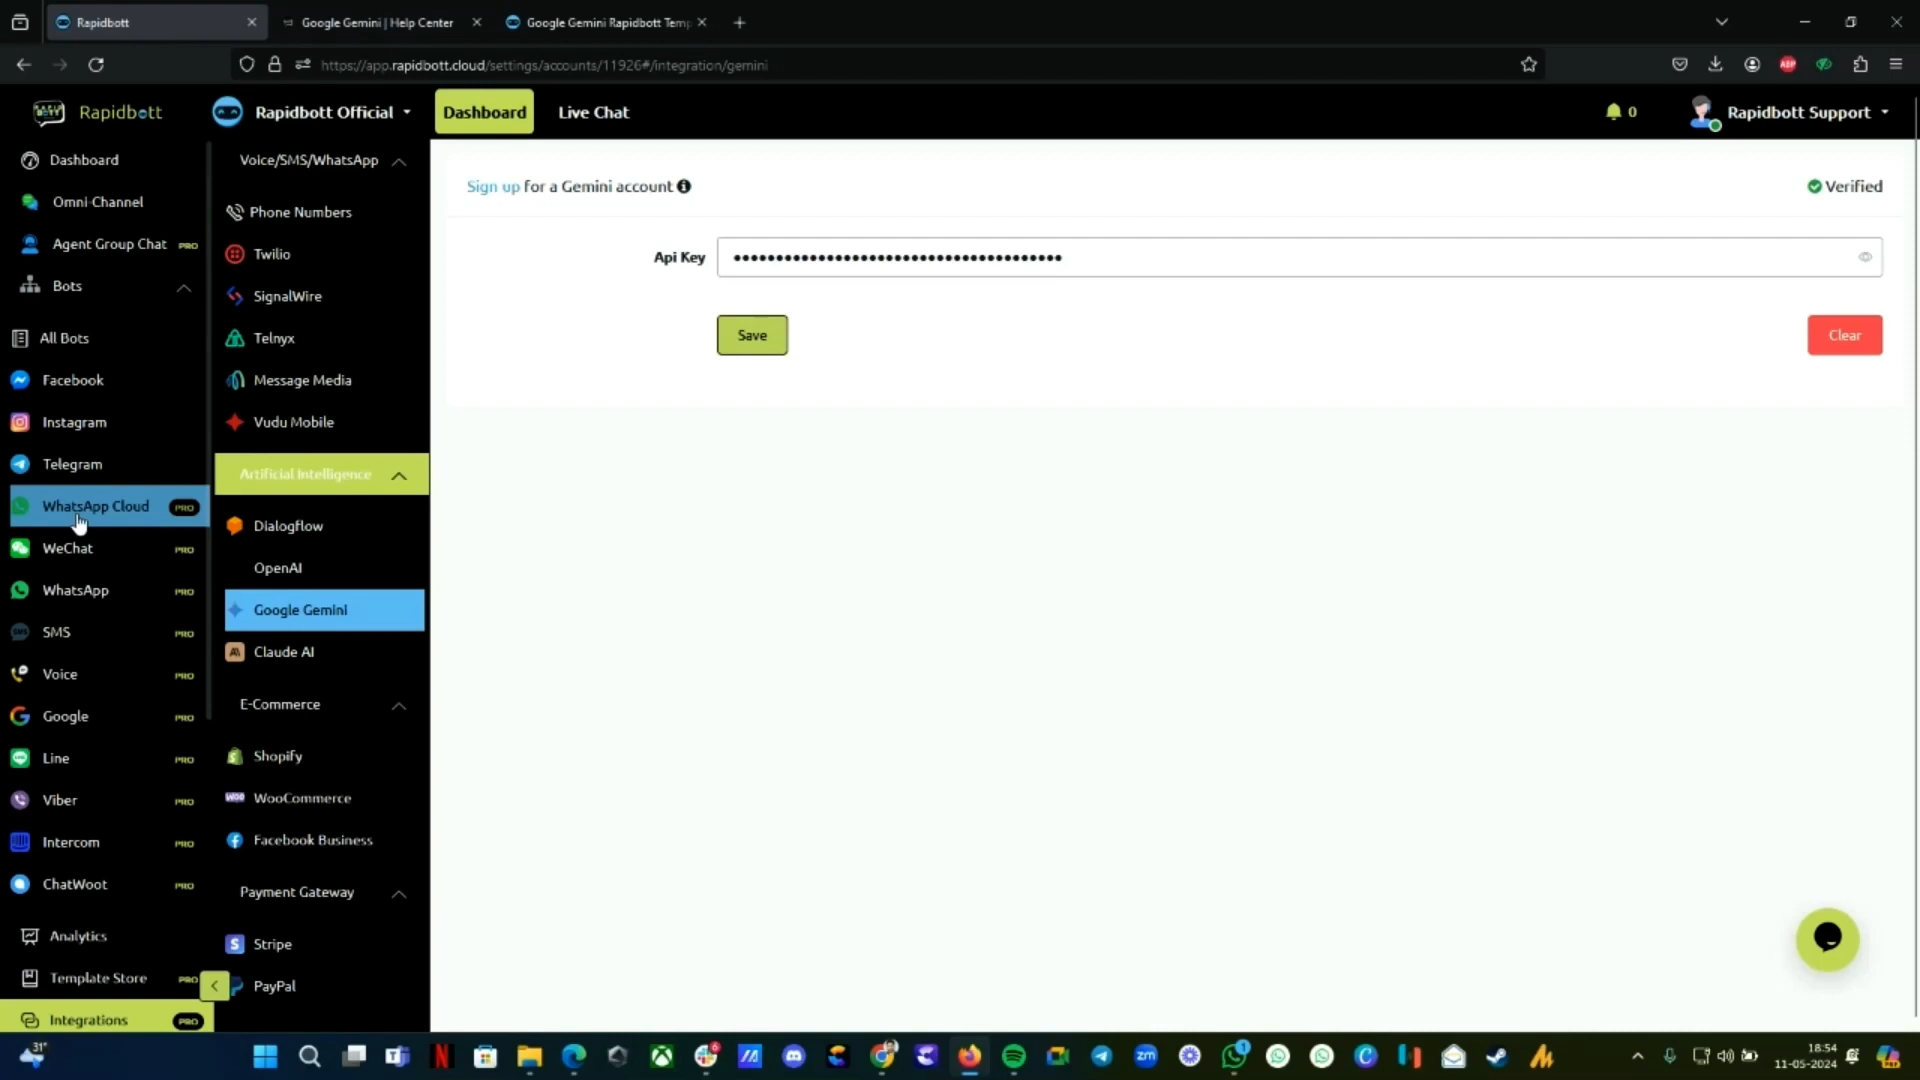 Rapidbott
Google Gemini | Help Center
Google Gemini Rapidbott Temp
https://app.rapidbott.cloud/settings/accounts/11926#/integration/gemini
ABP
Rapidbott
Rapidbott Official
Dashboard
Live Chat
0
Rapidbott Support
Dashboard
Omni-Channel
Agent Group Chat PRO
Bots
All Bots
Facebook
Instagram
Telegram
WhatsApp Cloud PRO
WeChat PRO
WhatsApp PRO
SMS PRO
Voice PRO
Google PRO
Line PRO
Viber PRO
Intercom PRO
ChatWoot PRO
Analytics
Template Store PRO
Integrations PRO
Voice/SMS/WhatsApp
Phone Numbers
Twilio
SignalWire
Telnyx
Message Media
Vudu Mobile
Artificial Intelligence
Dialogflow
OpenAI
Google Gemini
Claude AI
E-Commerce
Shopify
WooCommerce
Facebook Business
Payment Gateway
Stripe
PayPal
Sign up for a Gemini account
Verified
Api Key
Save
Clear
31°
zm
18:54
11-05-2024